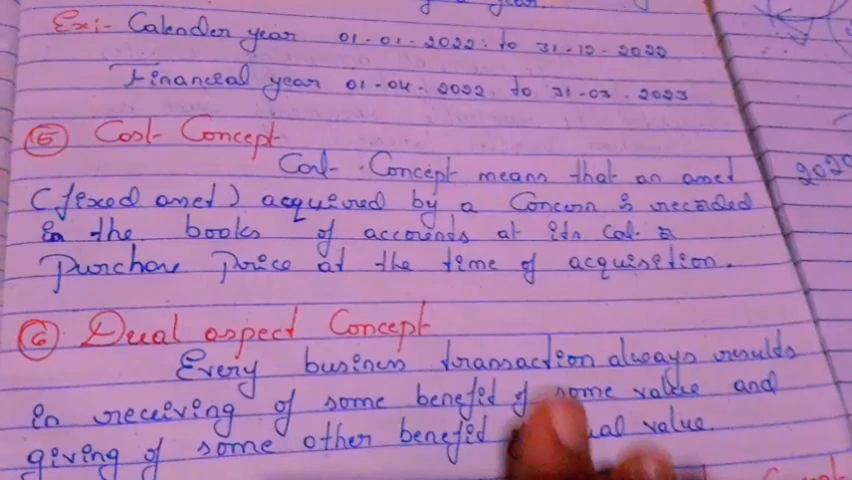 a year.
Ex:- Calender year 01-01-2022 to 31-12-2022
Financial year 01-04-2022 to 31-03-2023
5 Cost Concept
Cost Concept means that an asset
(fixed asset) acquired by a Concern is recorded
2020
in the books of accounts at its Cost
Purchase Price at the time of acquisition.
6 Dual aspect Concept
Every business transaction always results
in receiving of some benefit of some value and
giving of some other benefit value.